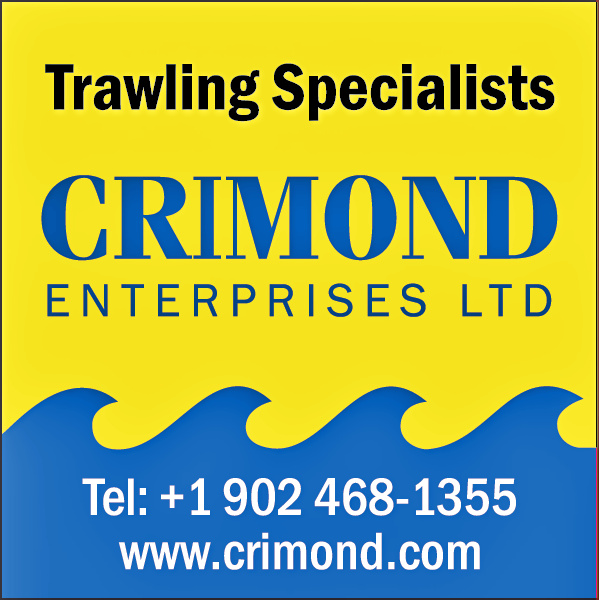 Trawling Specialists
CRIMOND
ENTERPRISES LTD
Tel: +1 902 468-1355
www.crimond.com